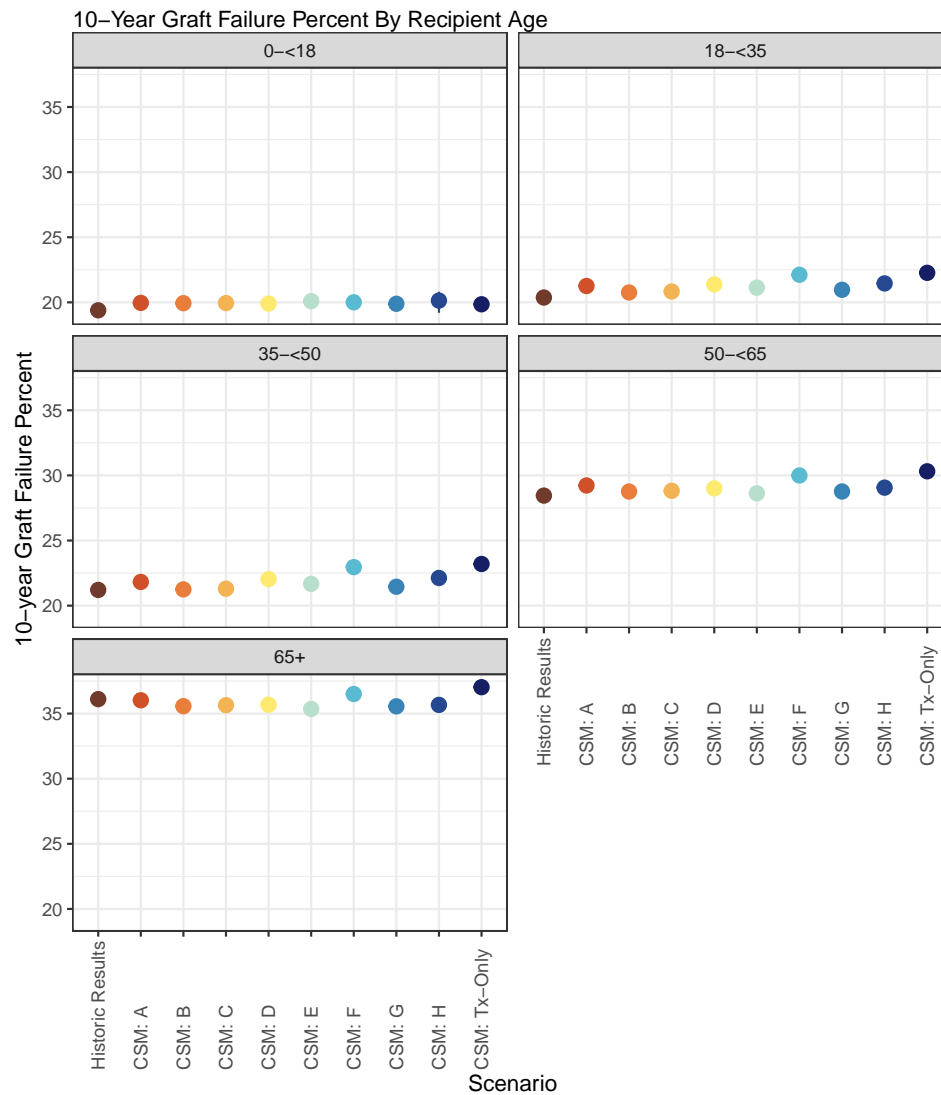 10−Year Graft Failure Percent By Recipient Age
0−<18
18−<35
35
30
25
20
35−<50
50−<65
35
30
25
20
65+
35
30
25
20
10−year Graft Failure Percent
Historic Results
CSM: A
CSM: B
CSM: C
CSM: D
CSM: E
CSM: F
CSM: G
CSM: H
CSM: Tx−Only
Historic Results
CSM: A
CSM: B
CSM: C
CSM: D
CSM: E
CSM: F
CSM: G
CSM: H
CSM: Tx−Only
Scenario